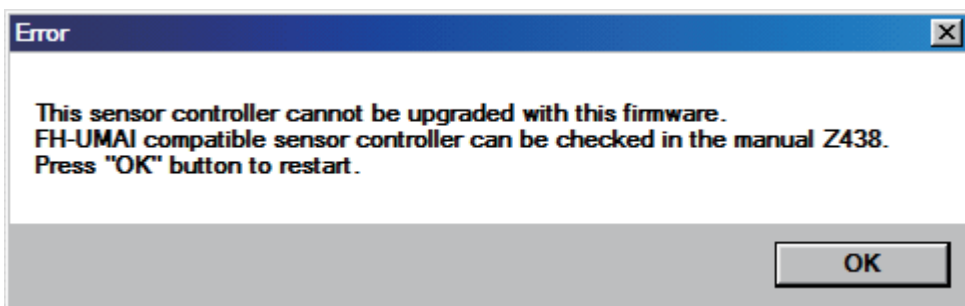 Error
This sensor controller cannot be upgraded with this firmware.
FH-UMAI compatible sensor controller can be checked in the manual Z438.
Press "OK" button to restart.
OK